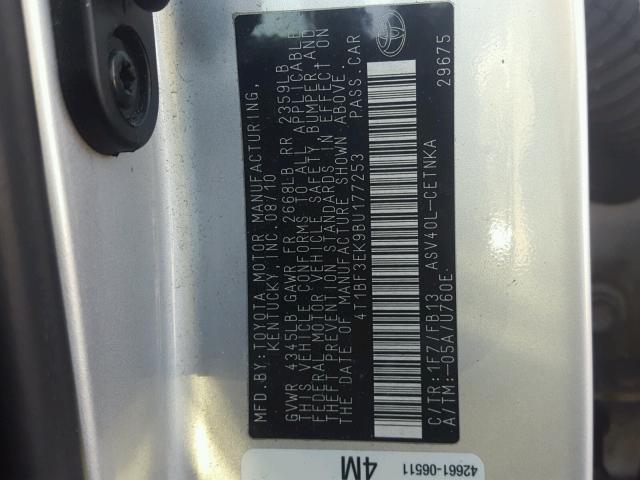 MFD.BY:TOYOTA MOTOR MANUFACTURING,
KENTUCKY,INC.08/10
GVWR 4345LB GAWR FR 2668LB RR 2359LB
THIS VEHICLE CONFORMS TO ALL APPLICABLE
FEDERAL MOTOR VEHICLE SAFETY, BUMPER,AND
THEFT PREVENTION STANDARDS IN EFFECT ON
THE DATE OF MANUFACTURE SHOWN ABOVE.
4T1BF3EK9BU177253 PASS.CAR
C/TR:1F7/FB13 ASV40L-CETNKA
A/TM:-05A/U760E 29675
42661-06511
4M